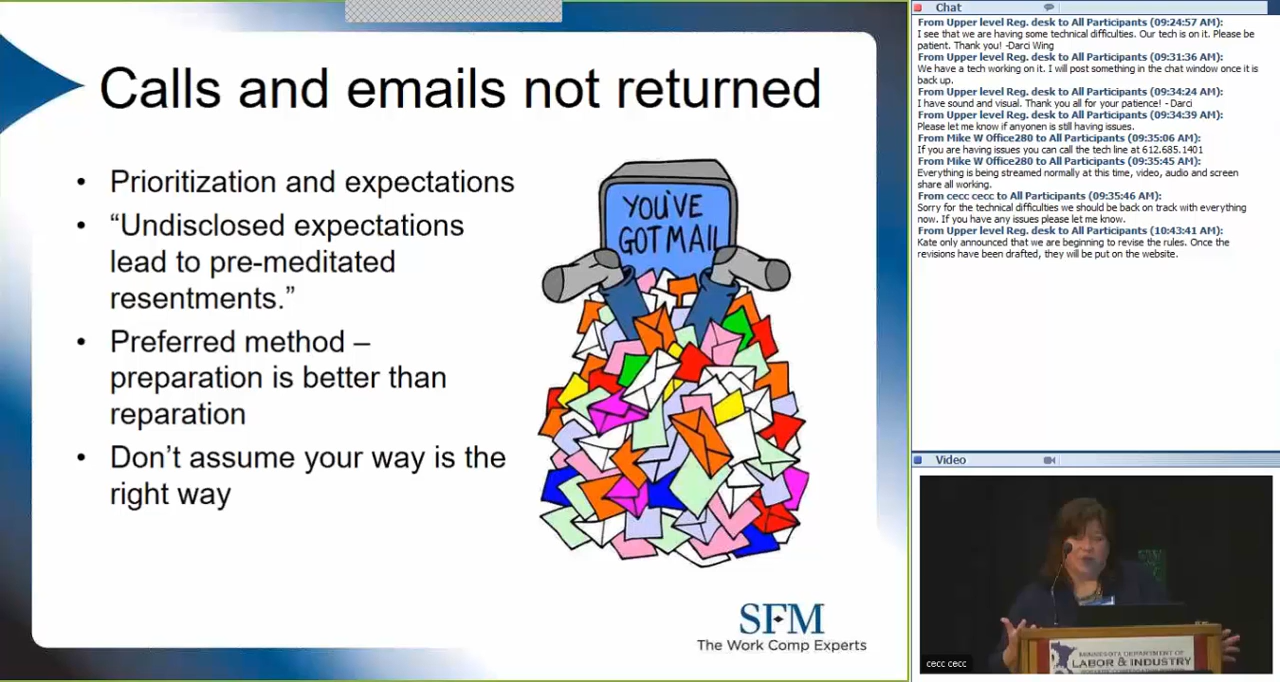 Calls and emails not returned
• Prioritization and expectations
• “Undisclosed expectations
lead to pre-meditated
resentments.”
• Preferred method –
preparation is better than
reparation
• Don’t assume your way is the
right way
YOU'VE
GOT MAIL
SFM
The Work Comp Experts
Chat
From Upper level Reg. desk to All Participants (09:24:57 AM):
I see that we are having some technical difficulties. Our tech is on it. Please be
patient. Thank you! -Darci Wing
From Upper level Reg. desk to All Participants (09:31:36 AM):
We have a tech working on it. I will post something in the chat window once it is
back up.
From Upper level Reg. desk to All Participants (09:34:24 AM):
I have sound and visual. Thank you all for your patience! - Darci
From Upper level Reg. desk to All Participants (09:34:39 AM):
Please let me know if anyonen is still having issues.
From Mike W Office280 to All Participants (09:35:06 AM):
If you are having issues you can call the tech line at 612.685.1401
From Mike W Office280 to All Participants (09:35:45 AM):
Everything is being streamed normally at this time, video, audio and screen
share all working.
From cecc cecc to All Participants (09:35:46 AM):
Sorry for the technical difficulties we should be back on track with everything
now. If you have any issues please let me know.
From Upper level Reg. desk to All Participants (10:43:41 AM):
Kate only announced that we are beginning to revise the rules. Once the
revisions have been drafted, they will be put on the website.
Video
MINNESOTA DEPARTMENT OF
LABOR & INDUSTRY
cecc cecc